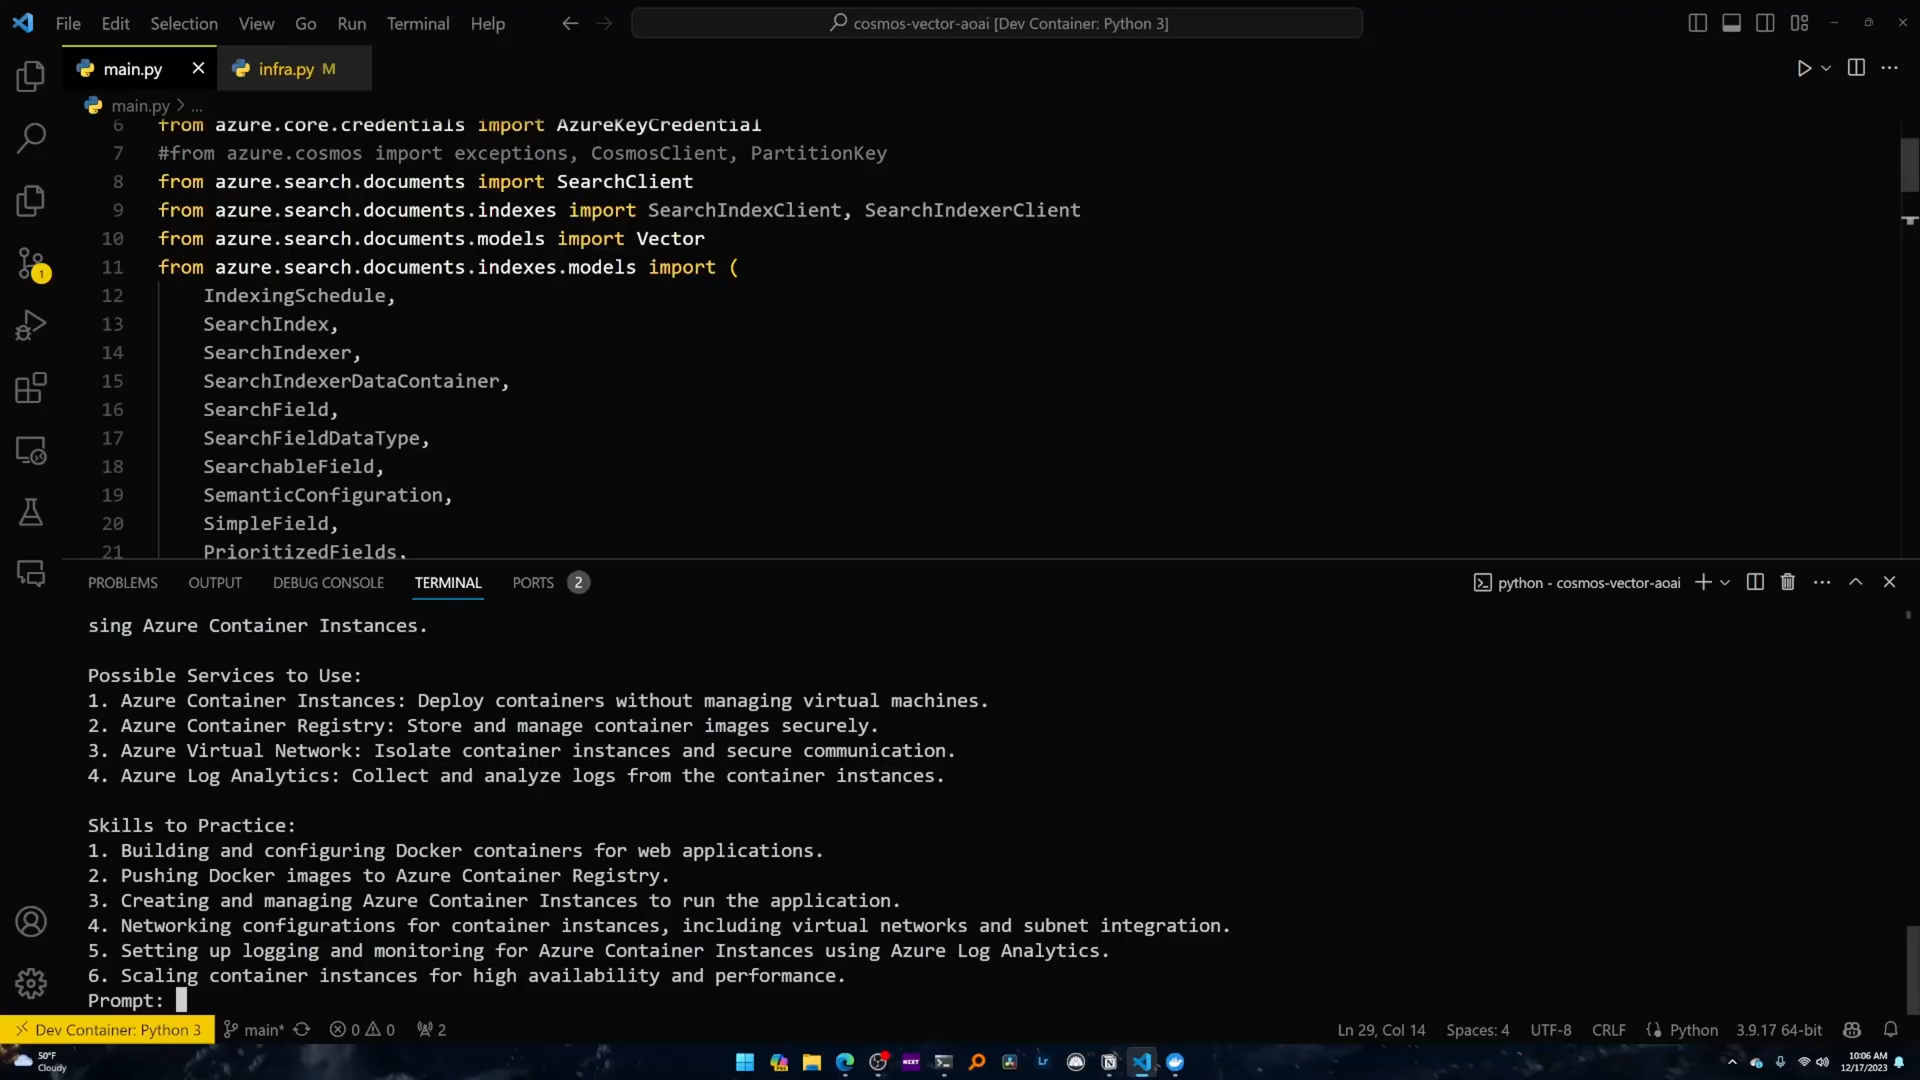 File Edit Selection View Go Run Terminal Help
cosmos-vector-aoai [Dev Container: Python 3]
main.py
infra.py M
main.py > ...
6 from azure.core.credentials import AzureKeyCredential
7 #from azure.cosmos import exceptions, CosmosClient, PartitionKey
8 from azure.search.documents import SearchClient
9 from azure.search.documents.indexes import SearchIndexClient, SearchIndexerClient
10 from azure.search.documents.models import Vector
11 from azure.search.documents.indexes.models import (
12 IndexingSchedule,
13 SearchIndex,
14 SearchIndexer,
15 SearchIndexerDataContainer,
16 SearchField,
17 SearchFieldDataType,
18 SearchableField,
19 SemanticConfiguration,
20 SimpleField,
21 PrioritizedFields,
1
PROBLEMS OUTPUT DEBUG CONSOLE TERMINAL PORTS 2
python - cosmos-vector-aoai
sing Azure Container Instances.
Possible Services to Use:
1. Azure Container Instances: Deploy containers without managing virtual machines.
2. Azure Container Registry: Store and manage container images securely.
3. Azure Virtual Network: Isolate container instances and secure communication.
4. Azure Log Analytics: Collect and analyze logs from the container instances.
Skills to Practice:
1. Building and configuring Docker containers for web applications.
2. Pushing Docker images to Azure Container Registry.
3. Creating and managing Azure Container Instances to run the application.
4. Networking configurations for container instances, including virtual networks and subnet integration.
5. Setting up logging and monitoring for Azure Container Instances using Azure Log Analytics.
6. Scaling container instances for high availability and performance.
Prompt:
Dev Container: Python 3 main* 0 0 2
Ln 29, Col 14 Spaces: 4 UTF-8 CRLF Python 3.9.17 64-bit
50°F
Cloudy
NEXT
Lr
10:06 AM
12/17/2023